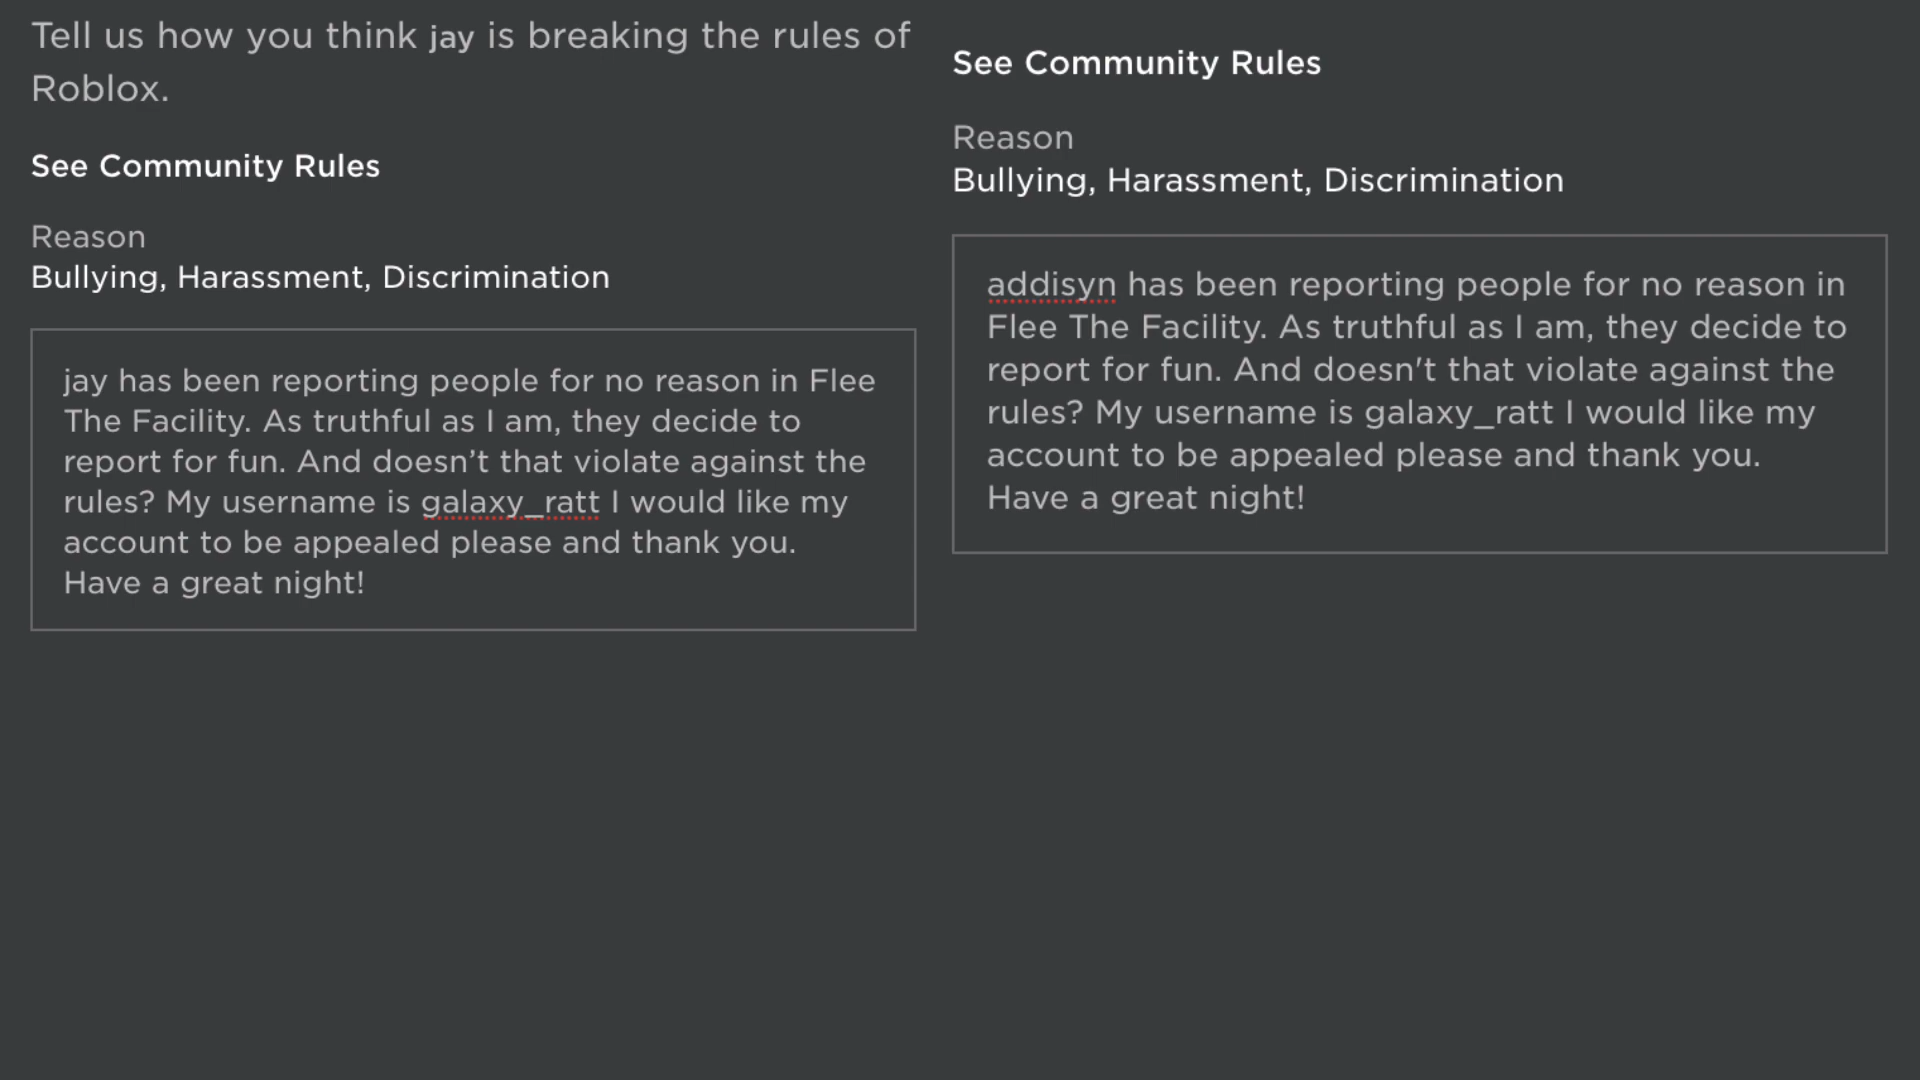 Tell us how you think jay is breaking the rules of
Roblox.
See Community Rules
Reason
Bullying, Harassment, Discrimination
jay has been reporting people for no reason in Flee
The Facility. As truthful as I am, they decide to
report for fun. And doesn’t that violate against the
rules? My username is galaxy_ratt I would like my
account to be appealed please and thank you.
Have a great night!
See Community Rules
Reason
Bullying, Harassment, Discrimination
addisyn has been reporting people for no reason in
Flee The Facility. As truthful as I am, they decide to
report for fun. And doesn't that violate against the
rules? My username is galaxy_ratt I would like my
account to be appealed please and thank you.
Have a great night!